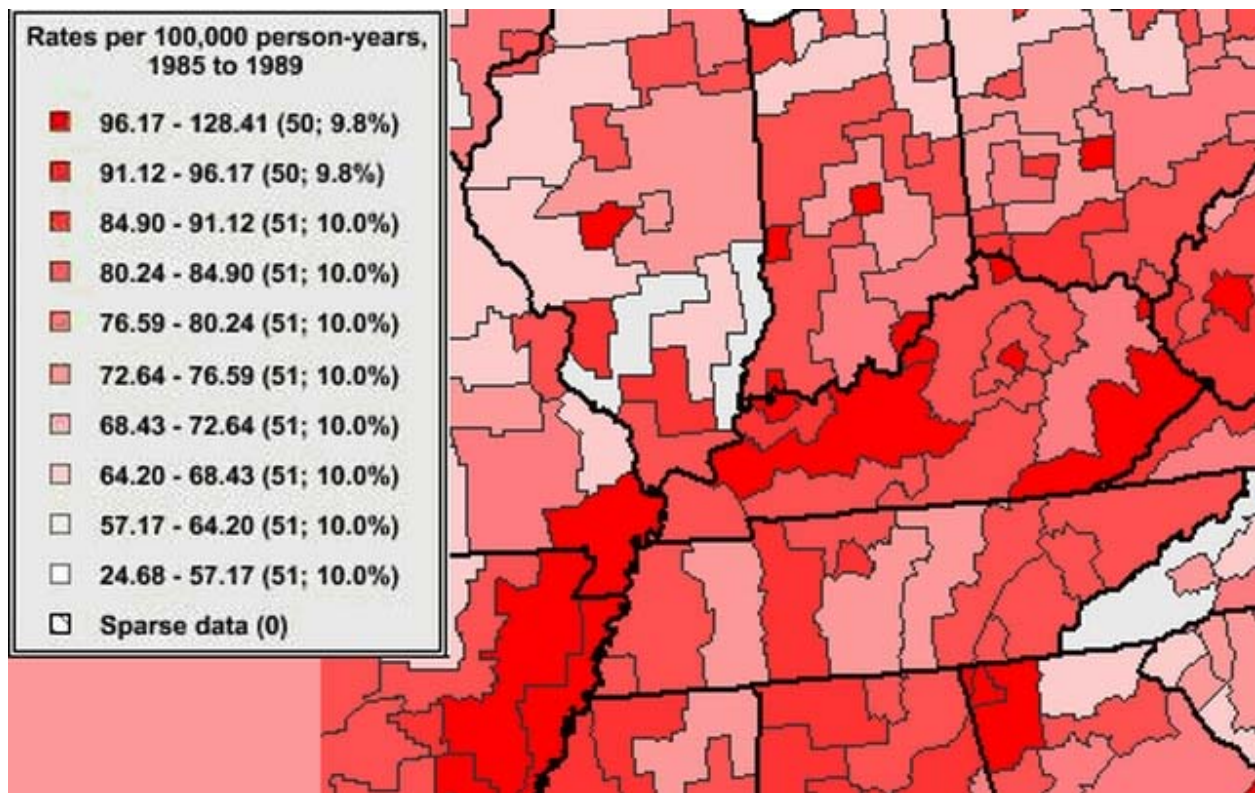 Rates per 100,000 person-years,
1985 to 1989
96.17 - 128.41 (50; 9.8%)
91.12 - 96.17 (50; 9.8%)
84.90 - 91.12 (51; 10.0%)
80.24 - 84.90 (51; 10.0%)
76.59 - 80.24 (51; 10.0%)
72.64 - 76.59 (51; 10.0%)
68.43 - 72.64 (51; 10.0%)
64.20 - 68.43 (51; 10.0%)
57.17 - 64.20 (51; 10.0%)
24.68 - 57.17 (51; 10.0%)
Sparse data (0)